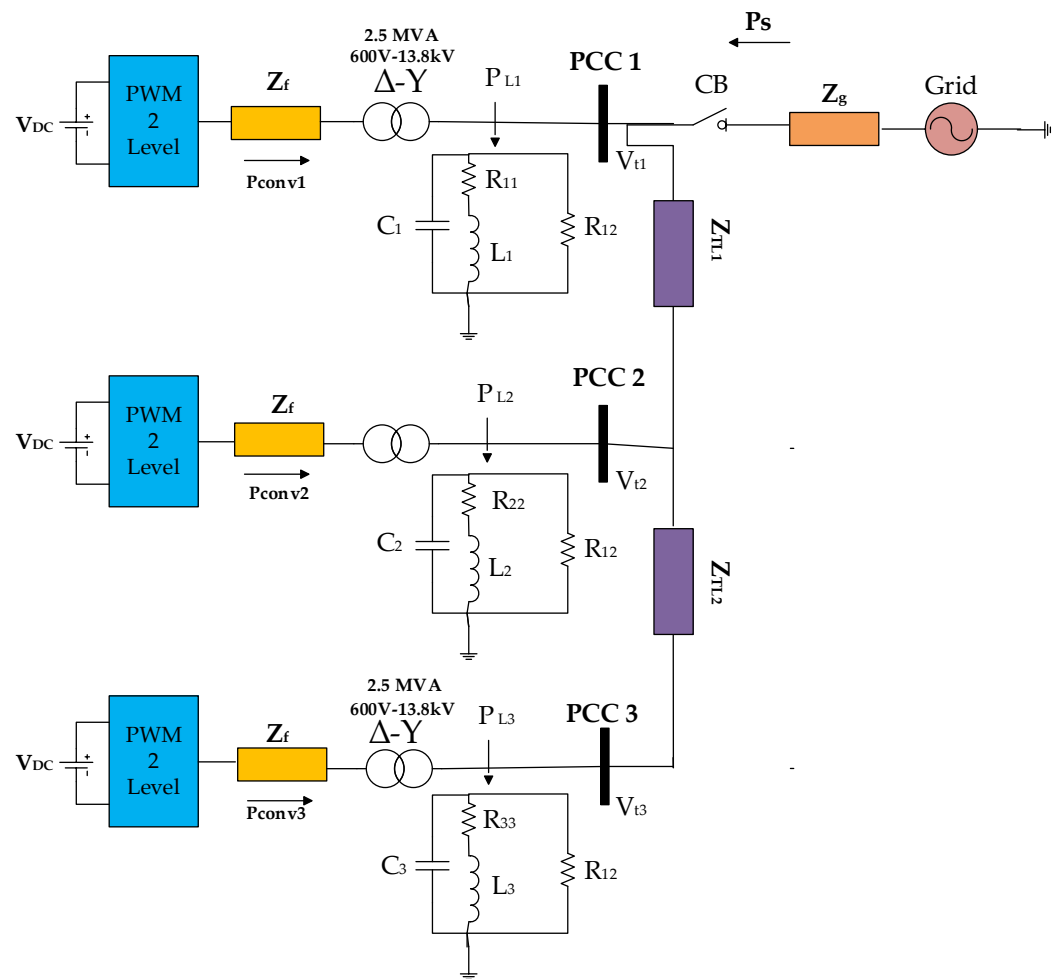 2.5 MVA
600V-13.8kV
Δ-Y
Ps
PWM
2
Level
VDC
Zf
Pconv1
PL1
PCC 1
Vt1
CB
Zg
Grid
R11
C1
L1
R12
ZTL1
PWM
2
Level
VDC
Zf
Pconv2
PL2
PCC 2
Vt2
-
R22
C2
L2
R12
ZTL2
2.5 MVA
600V-13.8kV
Δ-Y
PWM
2
Level
VDC
Zf
Pconv3
PL3
PCC 3
Vt3
-
R33
C3
L3
R12